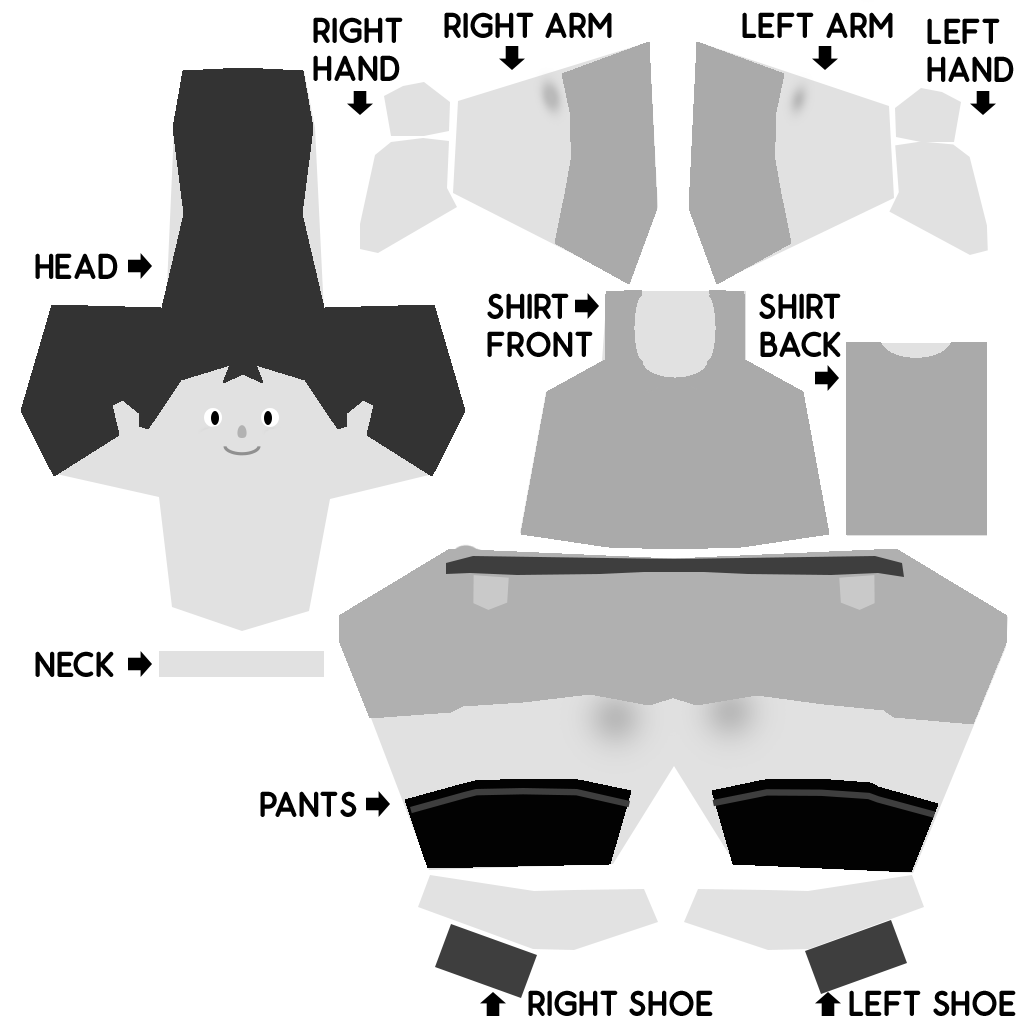 RIGHT
HAND
RIGHT ARM
LEFT ARM
LEFT
HAND
HEAD
SHIRT
FRONT
SHIRT
BACK
NECK
PANTS
RIGHT SHOE
LEFT SHOE